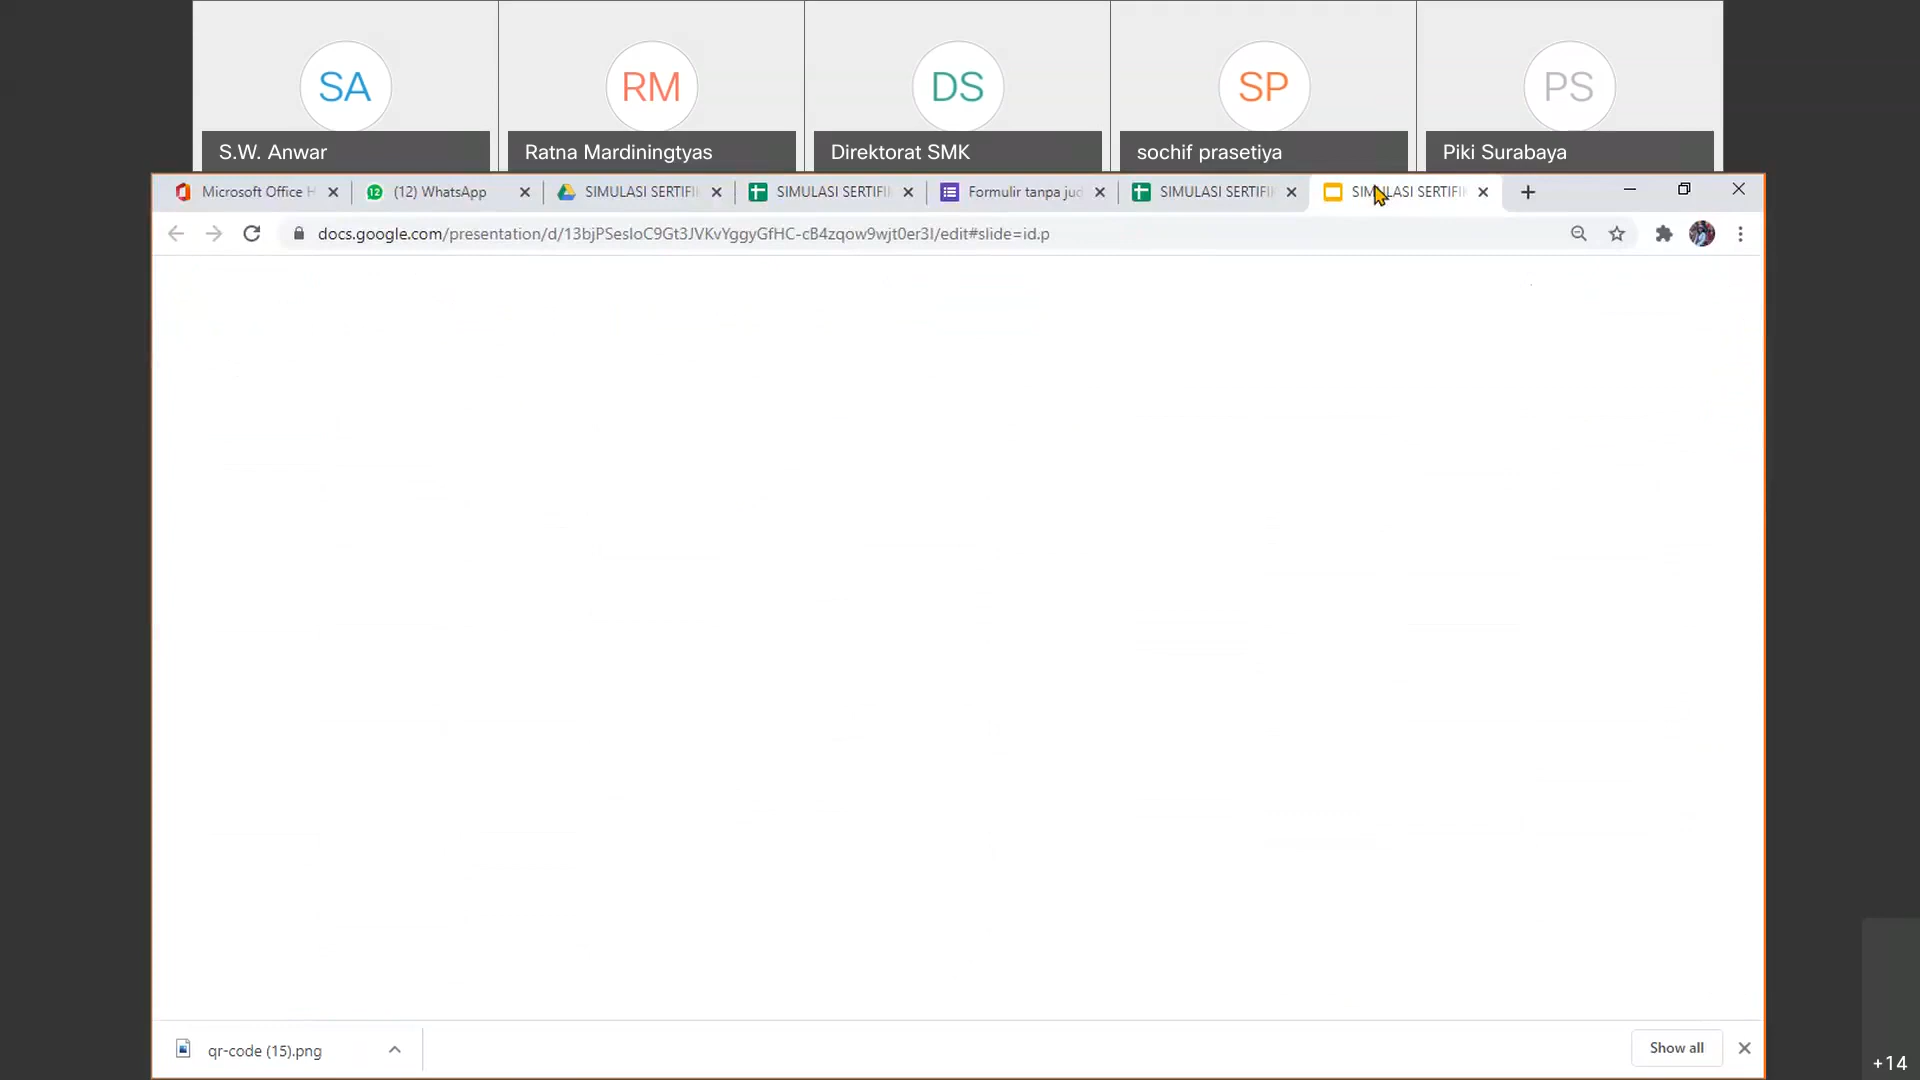 SA
RM
DS
SP
PS
S.W. Anwar
Ratna Mardiningtyas
Direktorat SMK
sochif prasetiya
Piki Surabaya
Microsoft Office H
12
(12) WhatsApp
SIMULASI SERTIFI
SIMULASI SERTIFI
Formulir tanpa jud
SIMULASI SERTIFI
SIMULASI SERTIFI
docs.google.com/presentation/d/13bjPSesIoC9Gt3JVKvYggyGfHC-cB4zqow9wjt0er3I/edit#slide=id.p
qr-code (15).png
Show all
+14